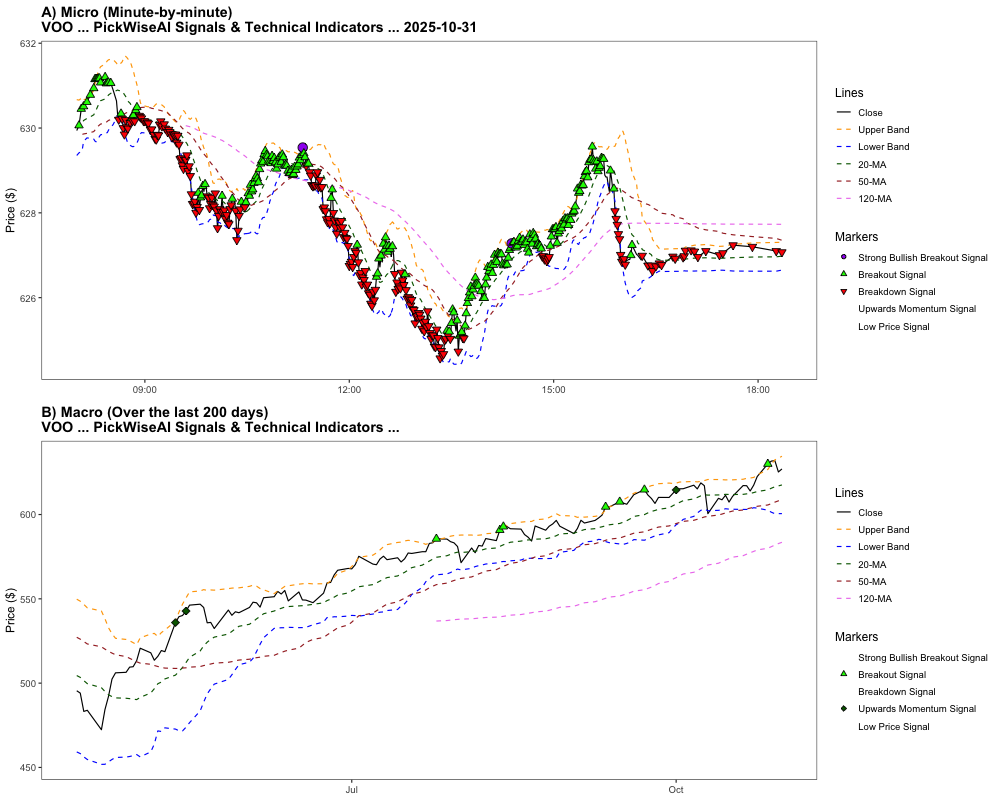 A) Micro (Minute-by-minute)
VOO ... PickWiseAI Signals & Technical Indicators ... 2025-10-31
Price ($)
632
630
628
626
09:00
12:00
15:00
18:00
Lines
Close
Upper Band
Lower Band
20-MA
50-MA
120-MA
Markers
Strong Bullish Breakout Signal
Breakout Signal
Breakdown Signal
Upwards Momentum Signal
Low Price Signal
B) Macro (Over the last 200 days)
VOO ... PickWiseAI Signals & Technical Indicators ...
Price ($)
600
550
500
450
Jul
Oct
Lines
Close
Upper Band
Lower Band
20-MA
50-MA
120-MA
Markers
Strong Bullish Breakout Signal
Breakout Signal
Breakdown Signal
Upwards Momentum Signal
Low Price Signal